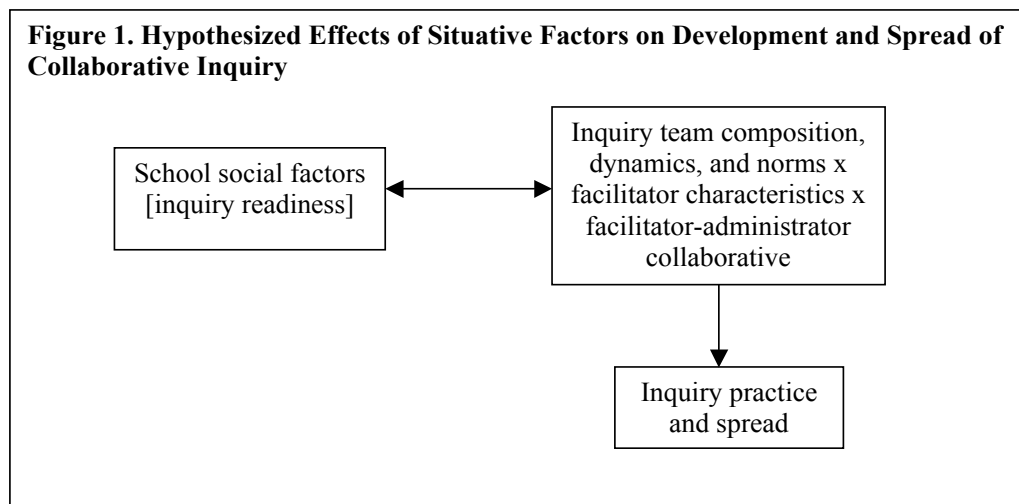 Figure 1. Hypothesized Effects of Situative Factors on Development and Spread of
Collaborative Inquiry
School social factors
[inquiry readiness]
Inquiry team composition,
dynamics, and norms x
facilitator characteristics x
facilitator-administrator
collaborative
Inquiry practice
and spread